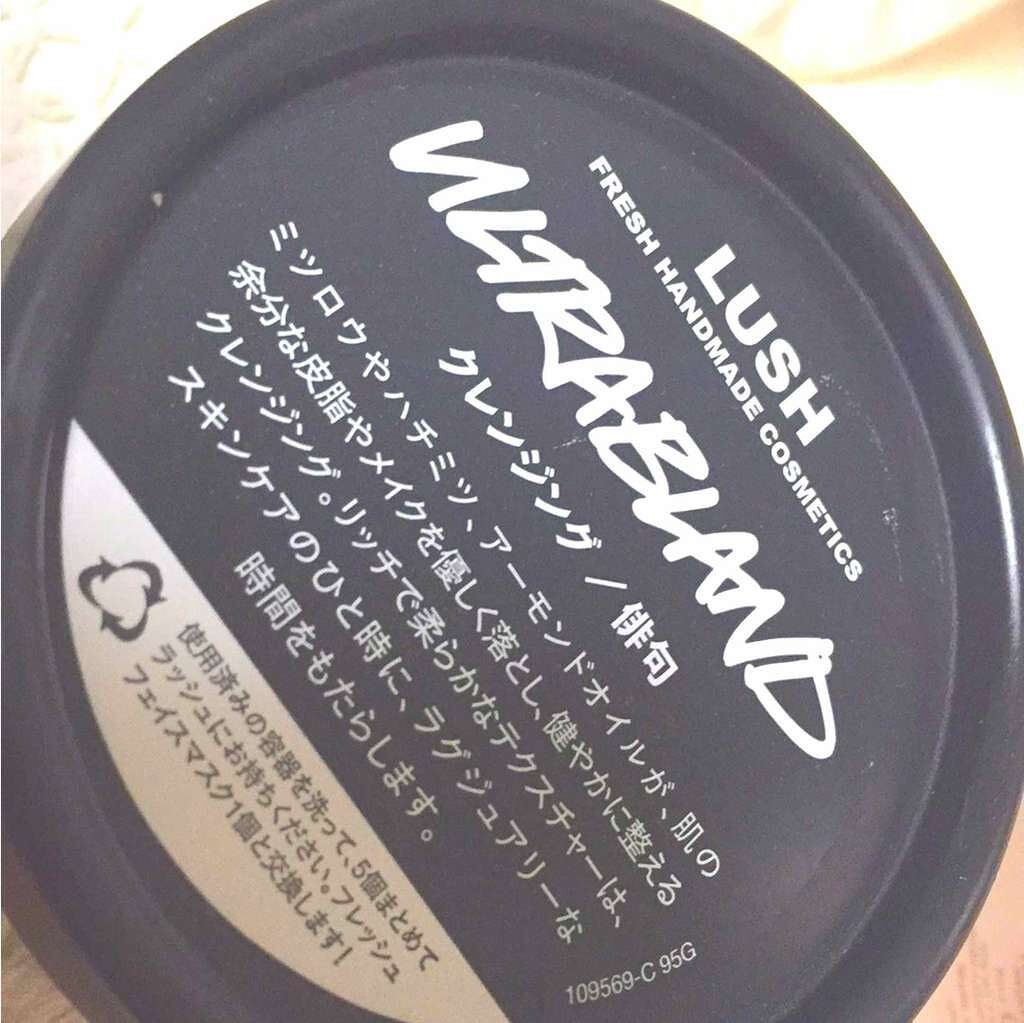 LUSH
FRESH HANDMADE COSMETICS
ULTRABLAND
クレンジング / 俳句
ミツロウやハチミツ、アーモンドオイルが、肌の
余分な皮脂やメイクを優しく落とし、健やかに整える
クレンジング。リッチで柔らかなテクスチャーは、
スキンケアのひと時に、ラグジュアリーな
時間をもたらします。
使用済みの容器を洗って、5個まとめて
ラッシュにお持ちください。フレッシュ
フェイスマスク1個と交換します!
109569-C 95G